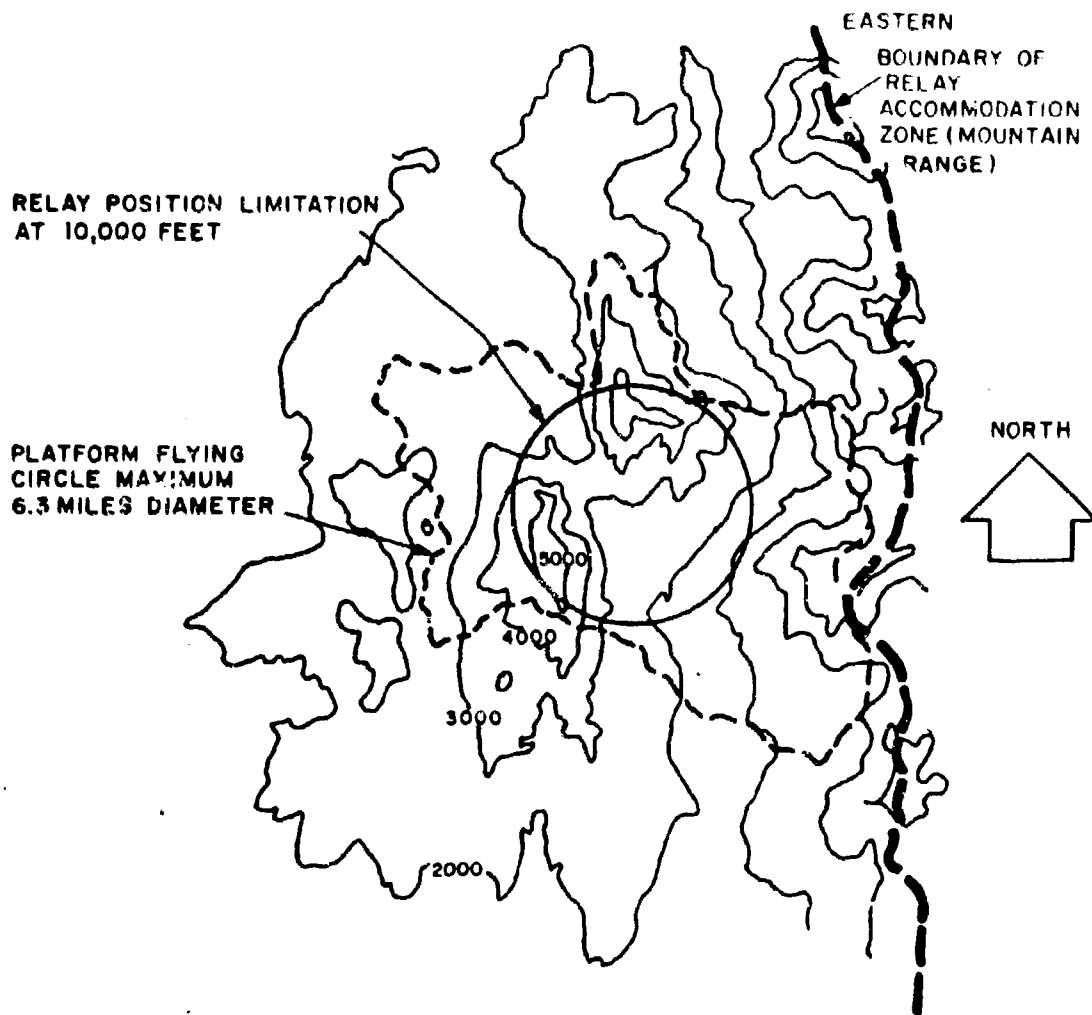 EASTERN
BOUNDARY OF
RELAY
ACCOMMODATION
ZONE (MOUNTAIN
RANGE)
RELAY POSITION LIMITATION
AT 10,000 FEET
NORTH
PLATFORM FLYING
CIRCLE MAXIMUM
6.3 MILES DIAMETER
5000
4000
3000
2000